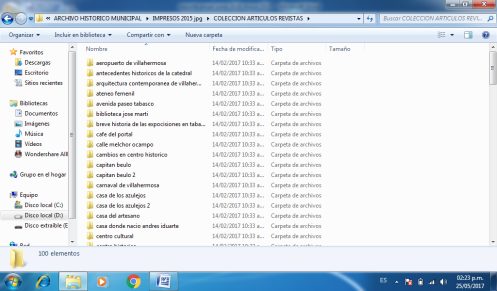 « ARCHIVO HISTORICO MUNICIPAL ▸ IMPRESOS 2015 jpg ▸ COLECCION ARTICULOS REVISTAS ▸
Buscar COLECCION ARTICULOS REVI...
Organizar Incluir en biblioteca Compartir con Nueva carpeta
Nombre Fecha de modifica... Tipo Tamaño
Favoritos
Descargas
Escritorio
Sitios recientes
Bibliotecas
Documentos
Imágenes
Música
Vídeos
Wondershare AllI
Grupo en el hogar
Equipo
Disco local (C:)
Disco local (D:)
Disco extraíble (E
Red
aeropuerto de villahermosa 14/02/2017 10:33 a... Carpeta de archivos
antecedentes historicos de la catedral 14/02/2017 10:33 a... Carpeta de archivos
arquitectura contemporanea de villaher... 14/02/2017 10:33 a... Carpeta de archivos
ateneo femenil 14/02/2017 10:33 a... Carpeta de archivos
avenida paseo tabasco 14/02/2017 10:33 a... Carpeta de archivos
biblioteca jose marti 14/02/2017 10:33 a... Carpeta de archivos
breve historia de las exposiciones en taba... 14/02/2017 10:33 a... Carpeta de archivos
cafe del portal 14/02/2017 10:33 a... Carpeta de archivos
calle melchor ocampo 14/02/2017 10:33 a... Carpeta de archivos
cambios en centro historico 14/02/2017 10:33 a... Carpeta de archivos
capitan beulo 14/02/2017 10:33 a... Carpeta de archivos
capitan beulo 2 14/02/2017 10:33 a... Carpeta de archivos
carnaval de villahermosa 14/02/2017 10:33 a... Carpeta de archivos
casa de los azulejos 14/02/2017 10:33 a... Carpeta de archivos
casa de los azulejos 2 14/02/2017 10:33 a... Carpeta de archivos
casa del artesano 14/02/2017 10:33 a... Carpeta de archivos
casa donde nacio andres iduarte 14/02/2017 10:33 a... Carpeta de archivos
centro cultural 14/02/2017 10:33 a... Carpeta de archivos
centro historico 14/02/2017 10:33 a... Carpeta de archivos
100 elementos
ES 02:23 p.m.
25/05/2017